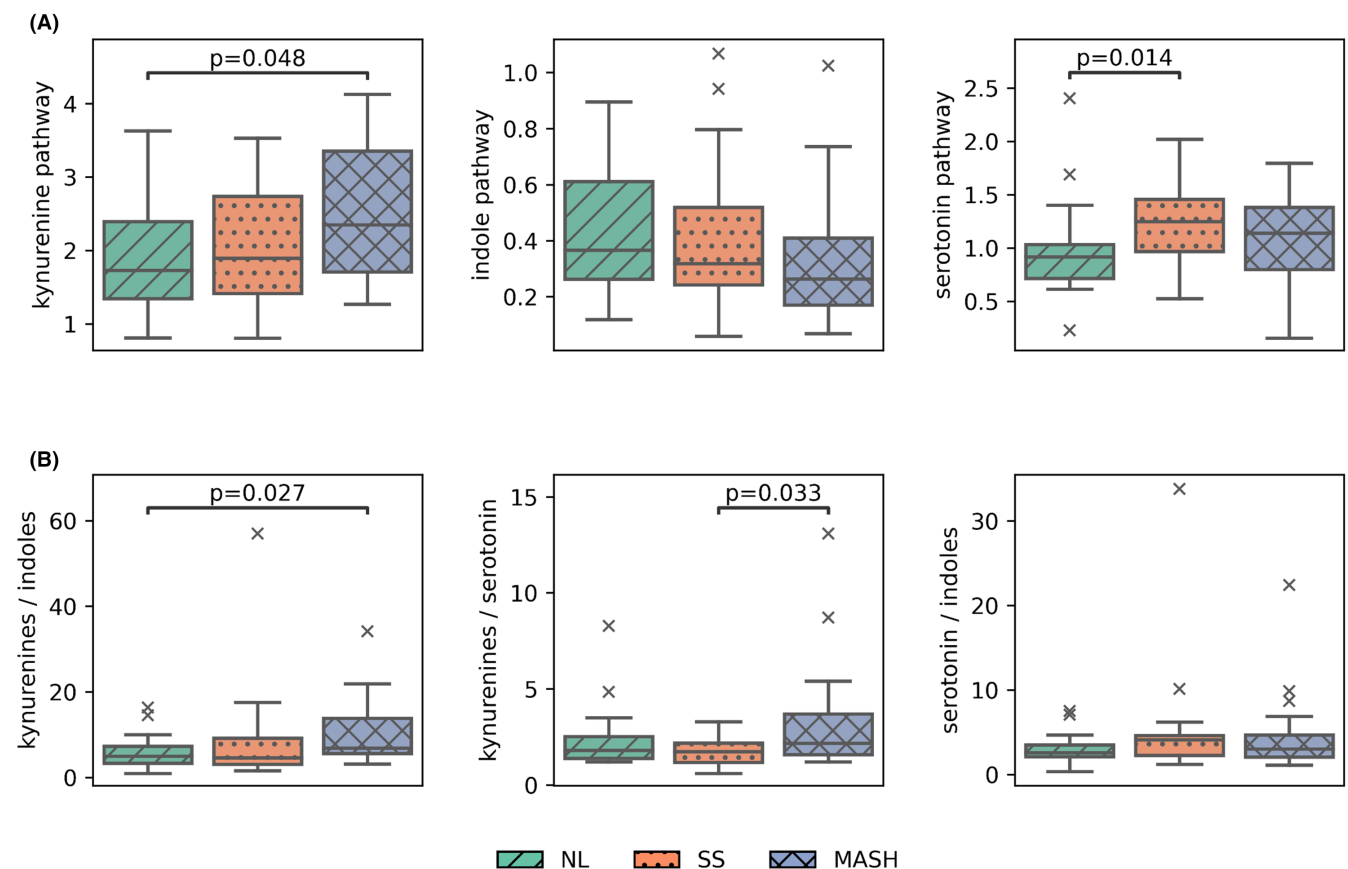 (A)
kynurenine pathway
4
3
2
1
p=0.048
indole pathway
1.0
0.8
0.6
0.4
0.2
serotonin pathway
2.5
2.0
1.5
1.0
0.5
p=0.014
(B)
kynurenines / indoles
60
40
20
0
p=0.027
kynurenines / serotonin
15
10
5
0
p=0.033
serotonin / indoles
30
20
10
0
NL SS MASH